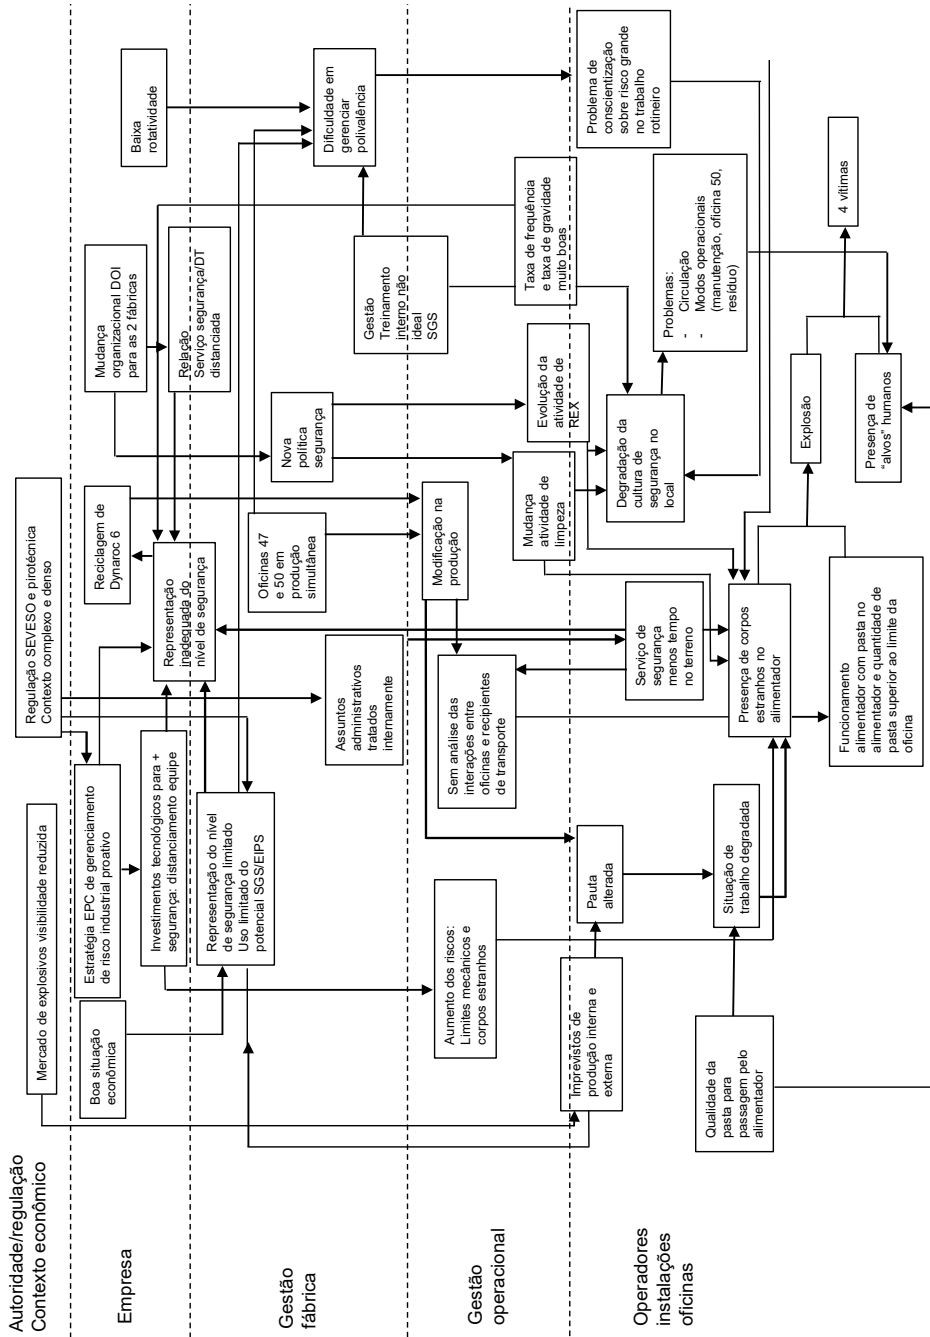 Autoridade/regulação
Contexto econômico
Mercado de explosivos visibilidade reduzida
Regulação SEVESO e pirotécnica
Contexto complexo e denso
Empresa
Boa situação
econômica
Estratégia EPC de gerenciamento
de risco industrial proativo
Investimentos tecnológicos para +
segurança: distanciamento equipe
Representação
inadequada do
nível de segurança
Reciclagem de
Dynaroc 6
Mudança
organizacional DOI
para as 2 fábricas
Relação
Serviço segurança/DT
distanciada
Baixa
rotatividade
Gestão
fábrica
Representação do nível
de segurança limitado
Uso limitado do
potencial SGS/EIPS
Assuntos
administrativos
tratados
internamente
Oficinas 47
e 50 em
produção
simultânea
Nova
política
segurança
Gestão
Treinamento
interno não
ideal
SGS
Dificuldade em
gerenciar
polivalência
Gestão
operacional
Aumento dos riscos:
Limites mecânicos e
corpos estranhos
Sem análise das
interações entre
oficinas e recipientes
de transporte
Modificação na
produção
Mudança
atividade de
limpeza
Evolução da
atividade de
REX
Taxa de frequência
e taxa de gravidade
muito boas
Operadores
instalações
oficinas
Imprevistos de
produção interna e
externa
Pauta
alterada
Serviço de
segurança
menos tempo
no terreno
Degradação da
cultura de
segurança no
local
Problemas:
- Circulação
- Modos operacionais
(manutenção, oficina 50,
resíduo)
Problema de
conscientização
sobre risco grande
no trabalho
rotineiro
Qualidade da
pasta para
passagem pelo
alimentador
Situação de
trabalho degradada
Presença de corpos
estranhos no
alimentador
Funcionamento
alimentador com pasta no
alimentador e quantidade de
pasta superior ao limite da
oficina
Explosão
Presença de
“alvos” humanos
4 vítimas